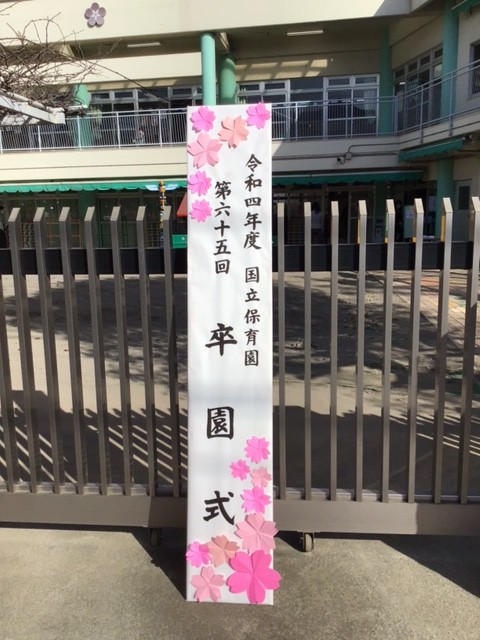 令和四年度 国立保育園
第六十五回
卒園式